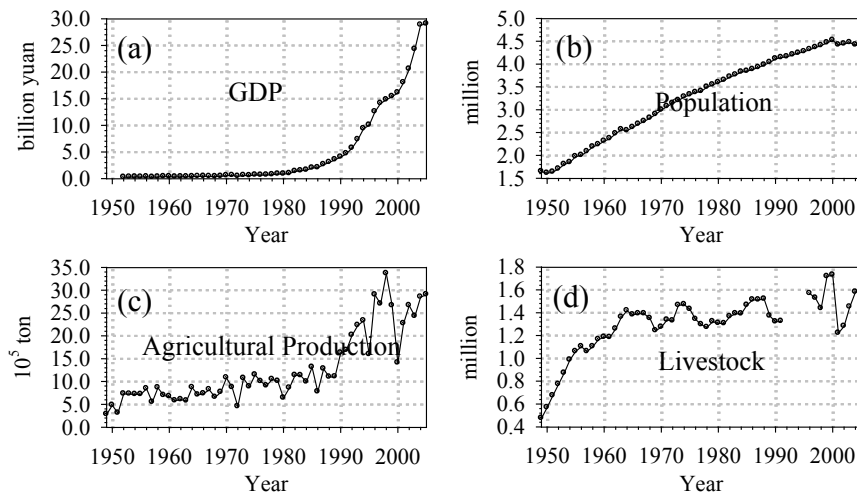 (a)
GDP
billion yuan
30.0
25.0
20.0
15.0
10.0
5.0
0.0
1950 1960 1970 1980 1990 2000
Year
(b)
Population
million
5.0
4.5
4.0
3.5
3.0
2.5
2.0
1.5
1950 1960 1970 1980 1990 2000
Year
(c)
Agricultural Production
10⁵ ton
35.0
30.0
25.0
20.0
15.0
10.0
5.0
0.0
1950 1960 1970 1980 1990 2000
Year
(d)
Livestock
million
1.8
1.6
1.4
1.2
1.0
0.8
0.6
0.4
1950 1960 1970 1980 1990 2000
Year